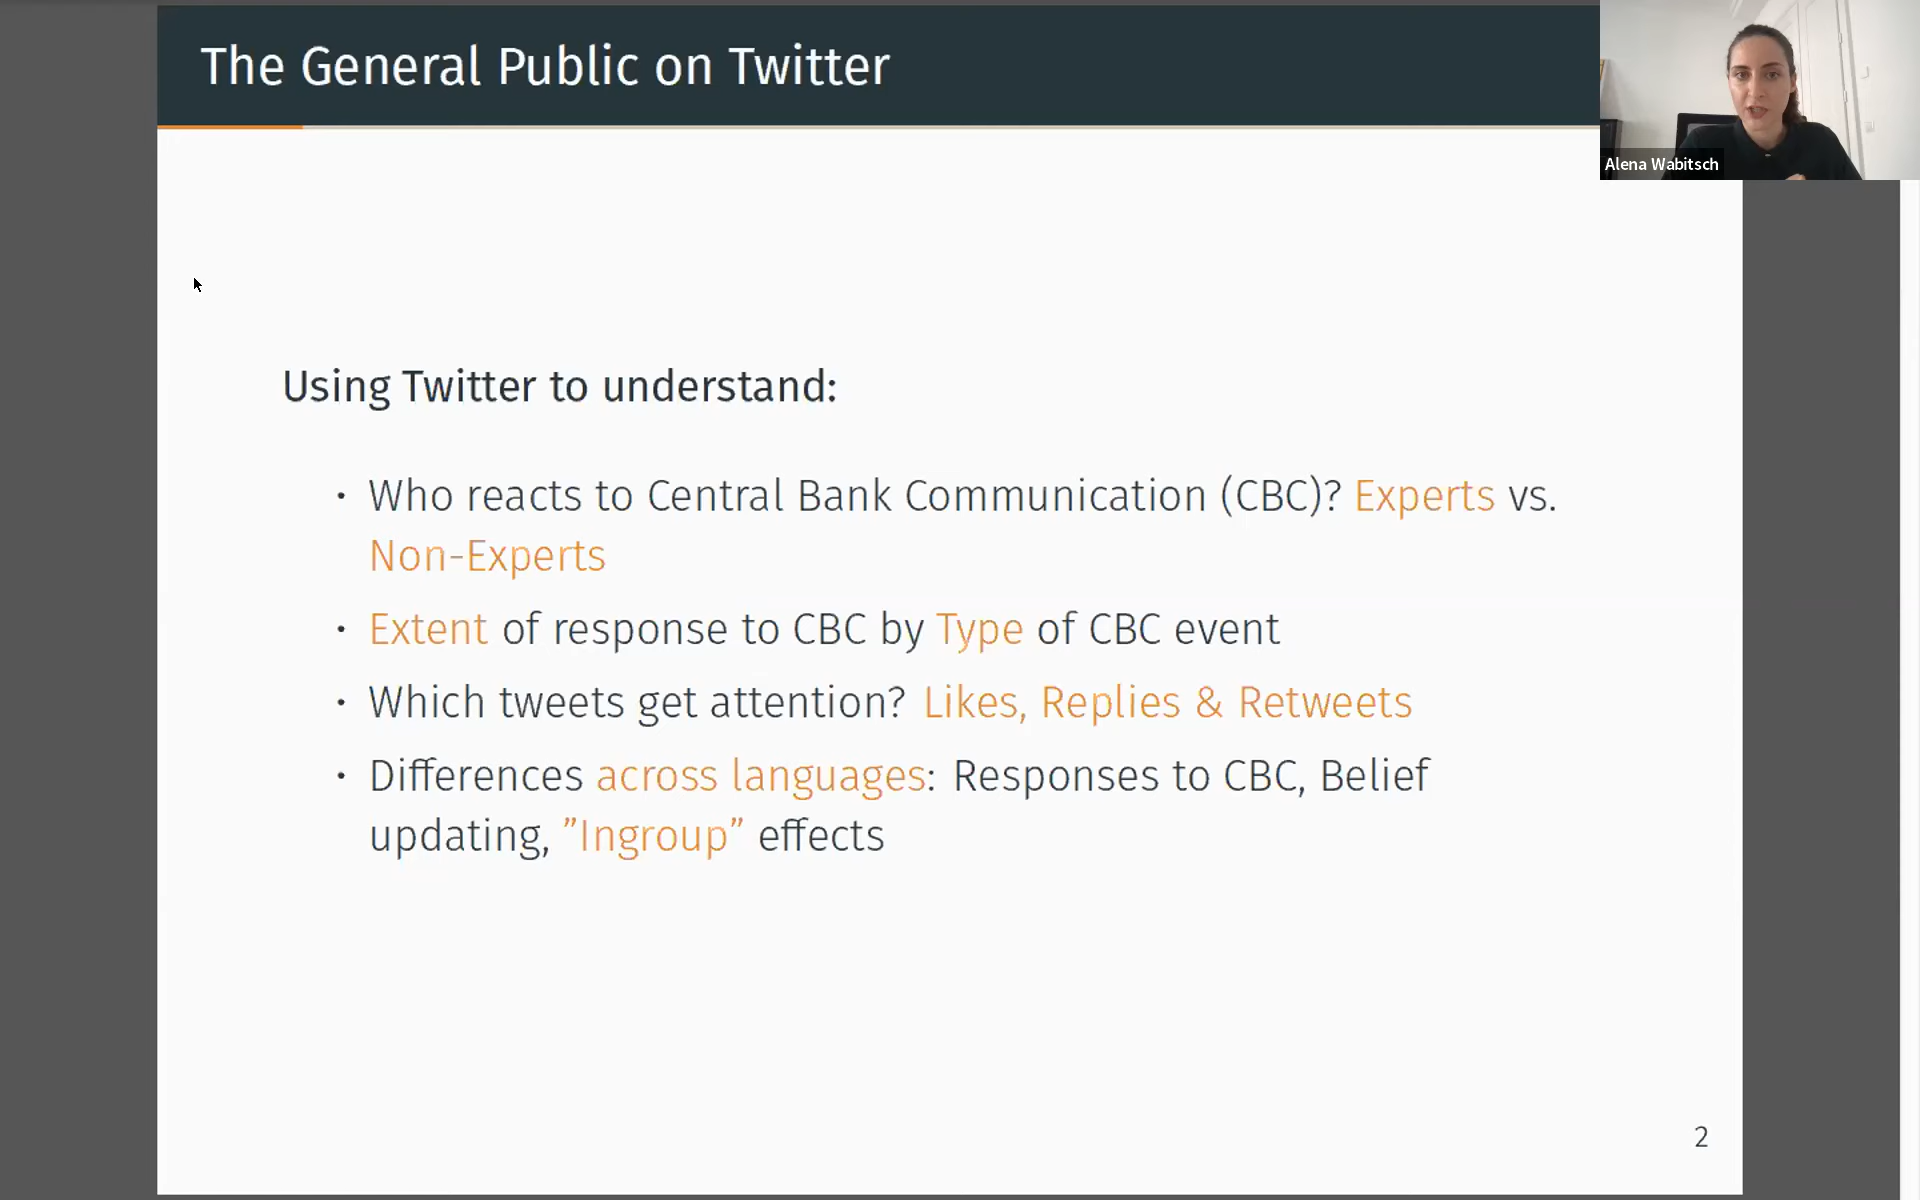 The General Public on Twitter
Alena Wabitsch
Using Twitter to understand:
• Who reacts to Central Bank Communication (CBC)? Experts vs.
Non-Experts
• Extent of response to CBC by Type of CBC event
• Which tweets get attention? Likes, Replies & Retweets
• Differences across languages: Responses to CBC, Belief
updating, ”Ingroup” effects
2